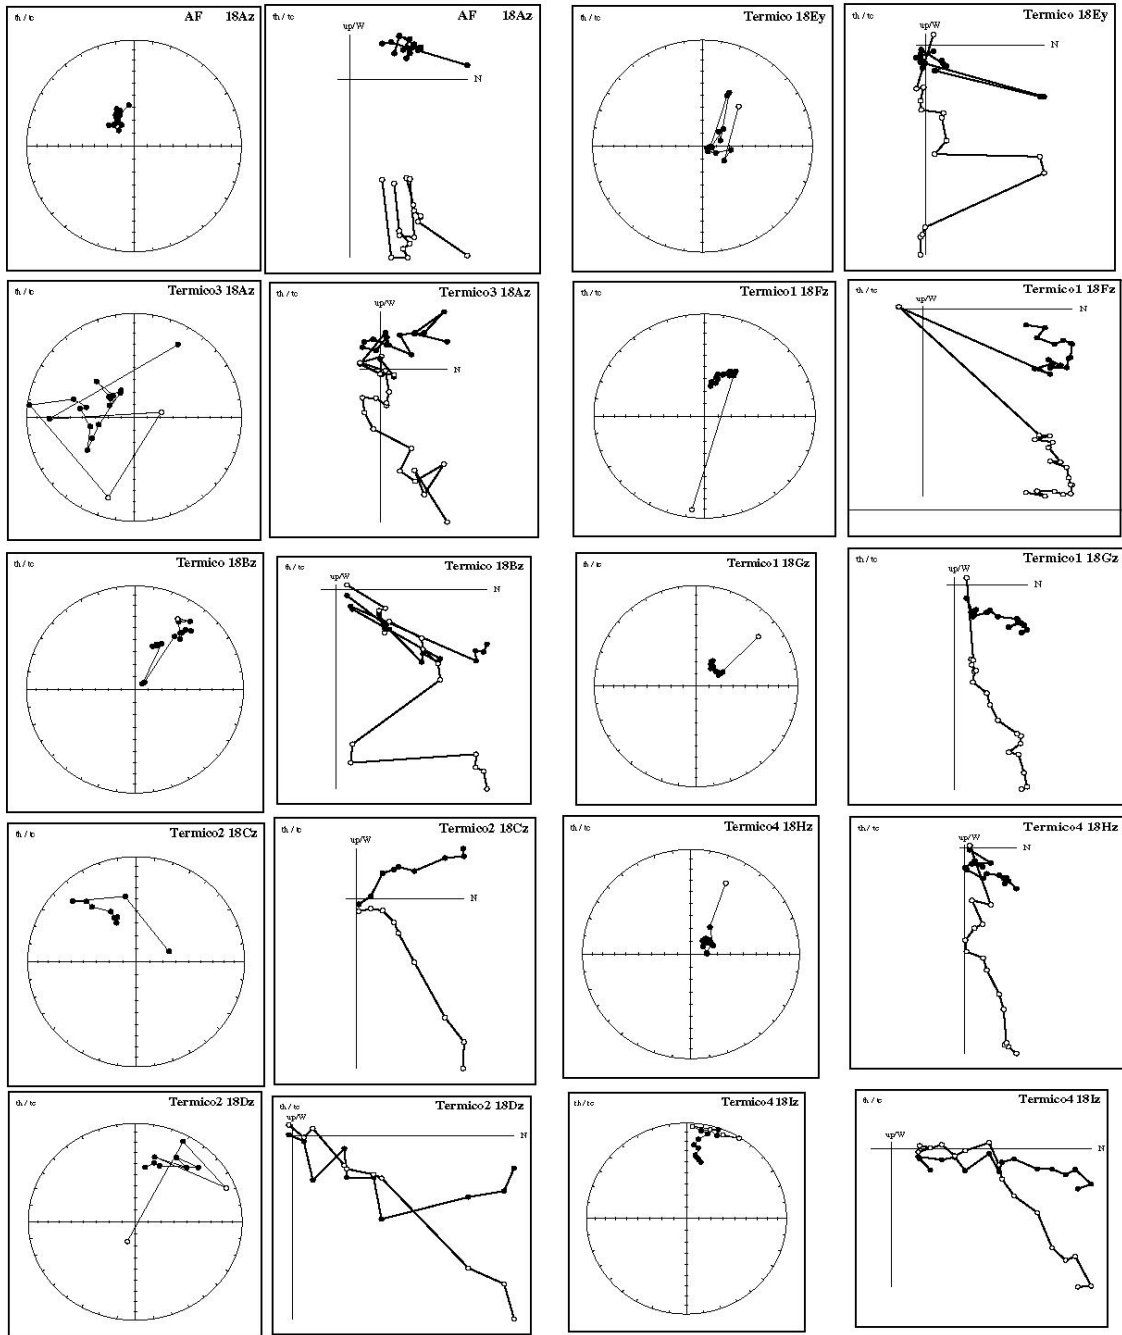 th / tc AF 18Az
AF 18Az
up/W
N
th / tc Termico 18Ey
th / tc Termico 18Ey
up/W
N
th / tc Termico3 18Az
th / tc Termico3 18Az
up/W
N
th / tc Termico1 18Fz
th / tc Termico1 18Fz
up/W
N
th / tc Termico 18Bz
th / tc Termico 18Bz
up/W
N
th / tc Termico1 18Gz
th / tc Termico1 18Gz
up/W
N
th / tc Termico2 18Cz
th / tc Termico2 18Cz
up/W
N
th / tc Termico4 18Hz
th / tc Termico4 18Hz
up/W
N
th / tc Termico2 18Dz
th / tc Termico2 18Dz
up/W
N
th / tc Termico4 18Iz
th / tc Termico4 18Iz
up/W
N